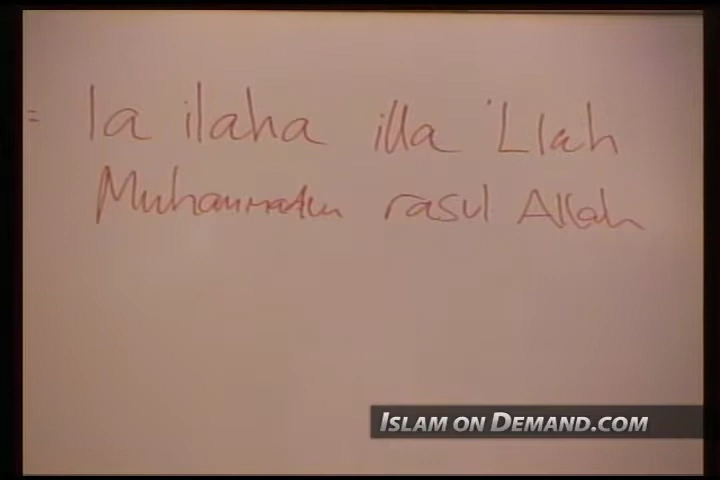 = la ilaha illa 'Llah
Muhammadun rasul Allah
ISLAM ON DEMAND.COM